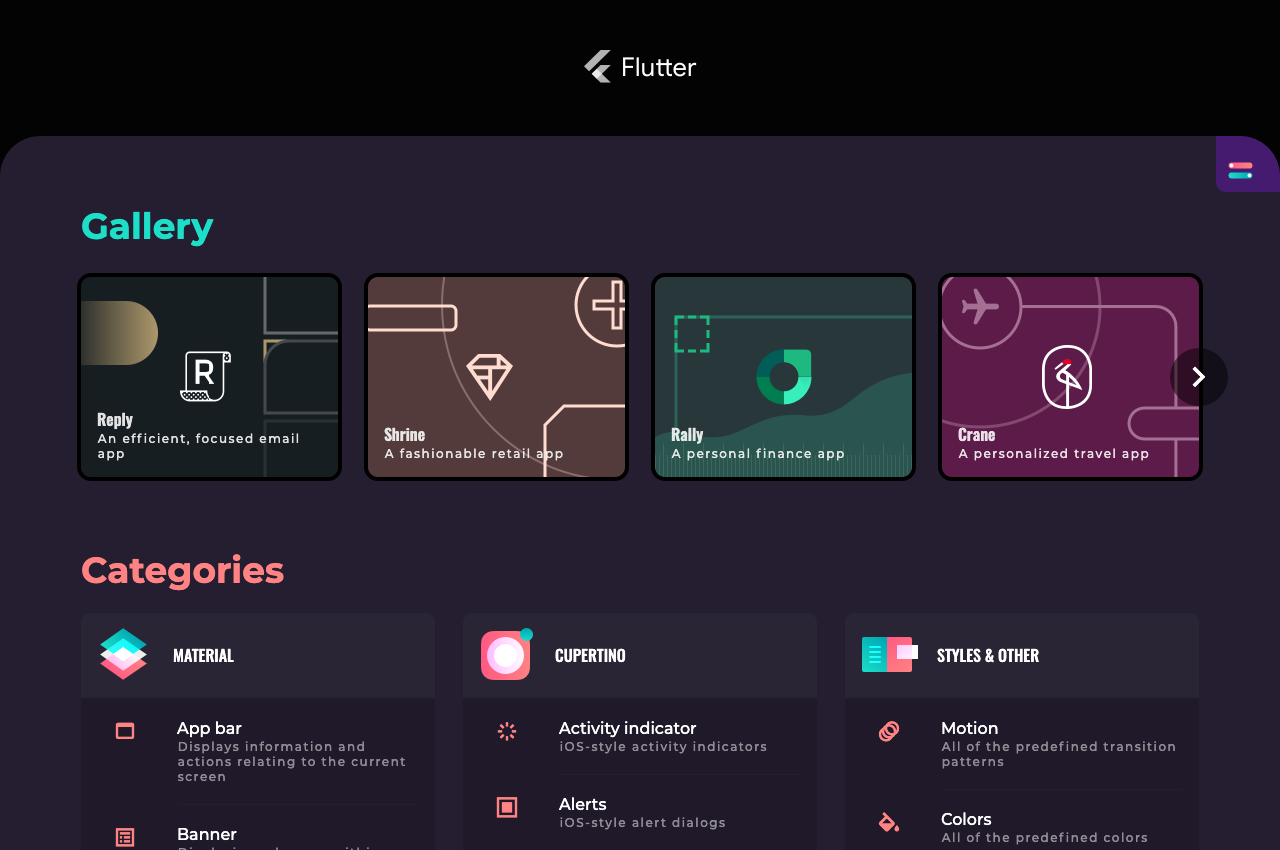 Flutter
Gallery
R
Reply
An efficient, focused email
app
Shrine
A fashionable retail app
Rally
A personal finance app
Crane
A personalized travel app
Categories
MATERIAL
App bar
Displays information and
actions relating to the current
screen
Banner
CUPERTINO
Activity indicator
iOS-style activity indicators
Alerts
iOS-style alert dialogs
STYLES & OTHER
Motion
All of the predefined transition
patterns
Colors
All of the predefined colors